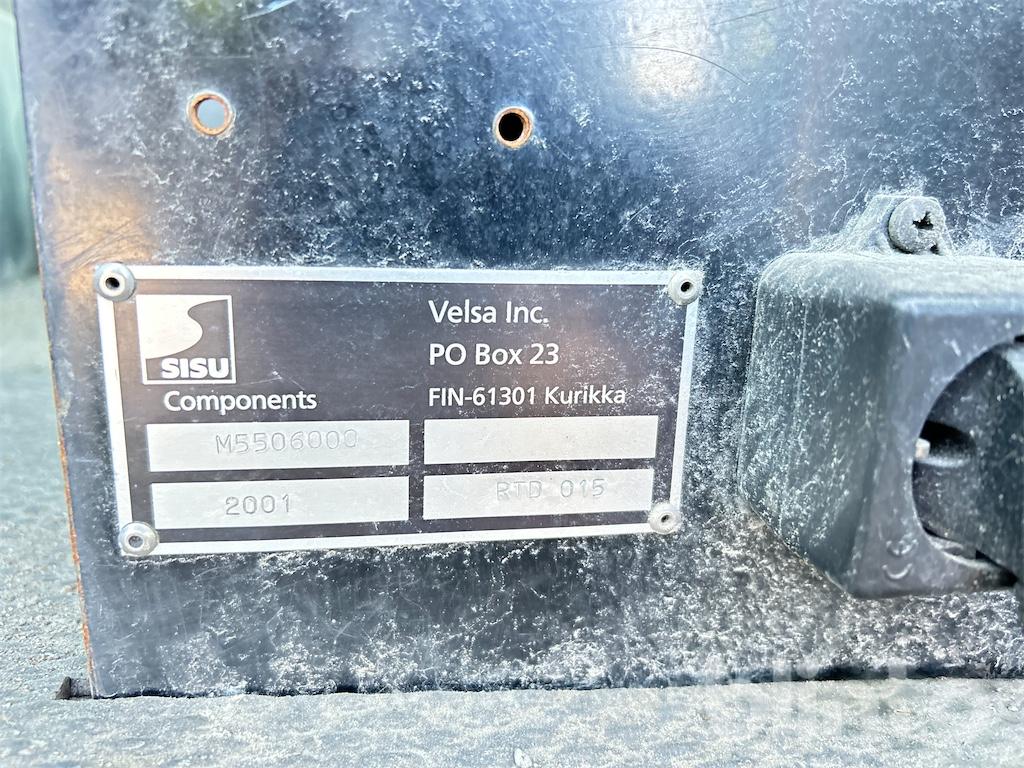 SISU
Components
Velsa Inc.
PO Box 23
FIN-61301 Kurikka
M5506000
2001
RTD 015